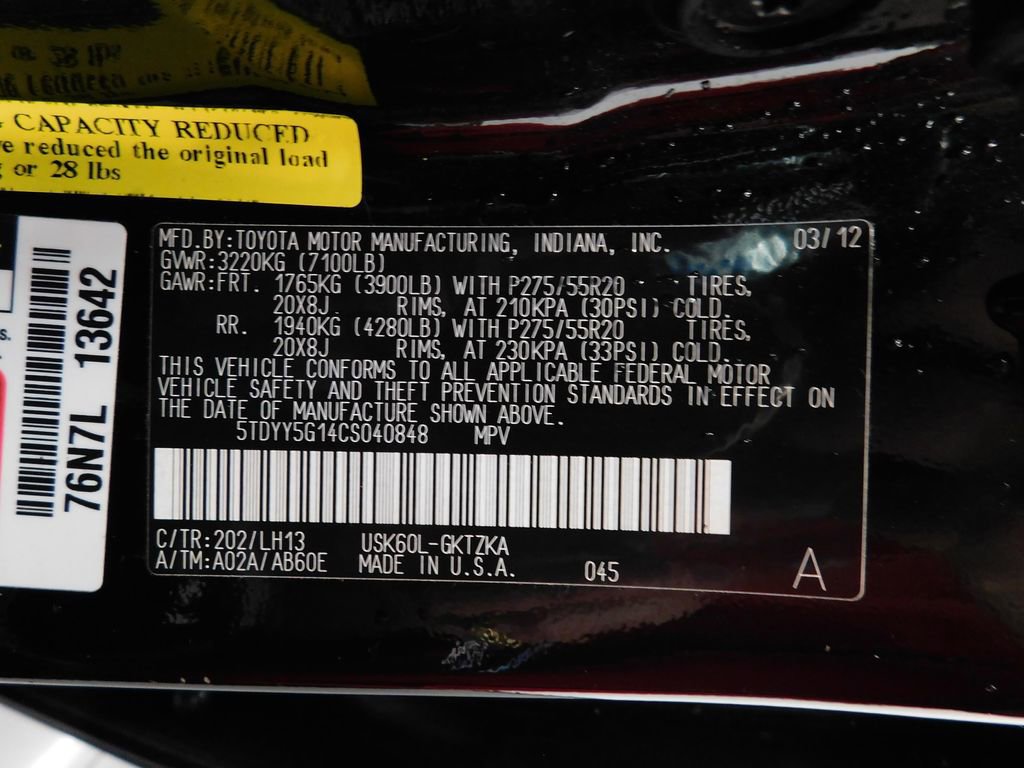 CAPACITY REDUCED
reduced the original load
or 28 lbs
76N7L 13642
s.
MFD.BY:TOYOTA MOTOR MANUFACTURING, INDIANA, INC. 03/12
GVWR:3220KG (7100LB)
GAWR:FRT. 1765KG (3900LB) WITH P275/55R20 TIRES,
20X8J RIMS, AT 210KPA (30PSI) COLD.
RR. 1940KG (4280LB) WITH P275/55R20 TIRES,
20X8J RIMS, AT 230KPA (33PSI) COLD.
THIS VEHICLE CONFORMS TO ALL APPLICABLE FEDERAL MOTOR
VEHICLE SAFETY AND THEFT PREVENTION STANDARDS IN EFFECT ON
THE DATE OF MANUFACTURE SHOWN ABOVE.
5TDYY5G14CS040848 MPV
C/TR:202/LH13 USK60L-GKTZKA
A/TM:A02A/AB60E MADE IN U.S.A. 045 A